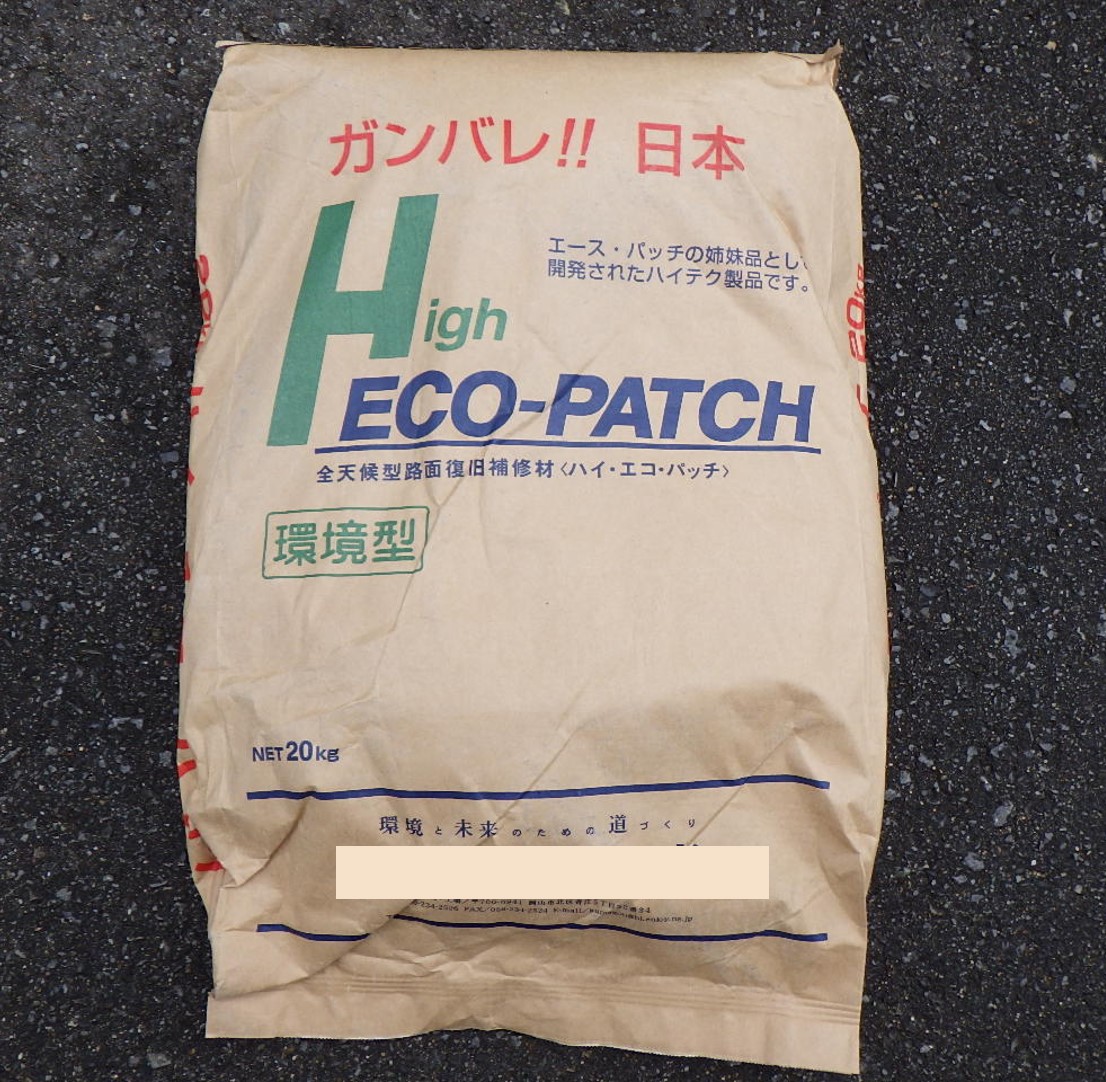 ガンバレ!! 日本
エース・パッチの姉妹品とし
開発されたハイテク製品です。
High
ECO-PATCH
全天候型路面復旧補修材〈ハイ・エコ・パッチ〉
環境型
NET20kg
環境と未来のための道づくり